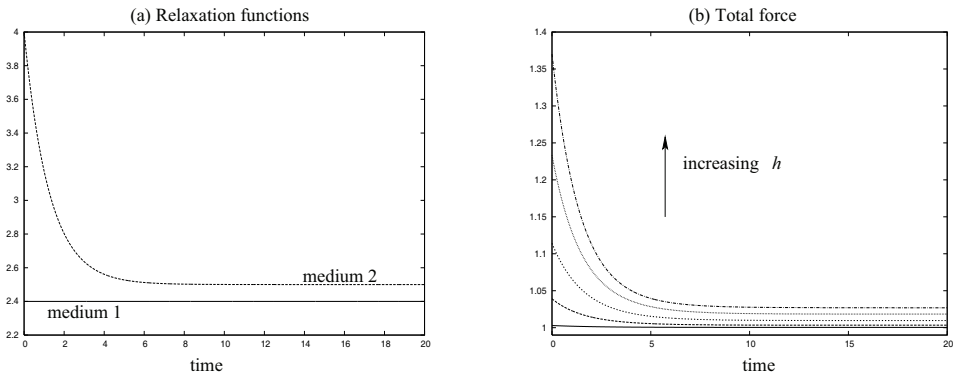 (a) Relaxation functions
4
3.8
3.6
3.4
3.2
3
2.8
2.6
2.4
2.2
medium 2
medium 1
0 2 4 6 8 10 12 14 16 18 20
time
(b) Total force
1.4
1.35
1.3
1.25
1.2
1.15
1.1
1.05
1
increasing h
0 5 10 15 20
time